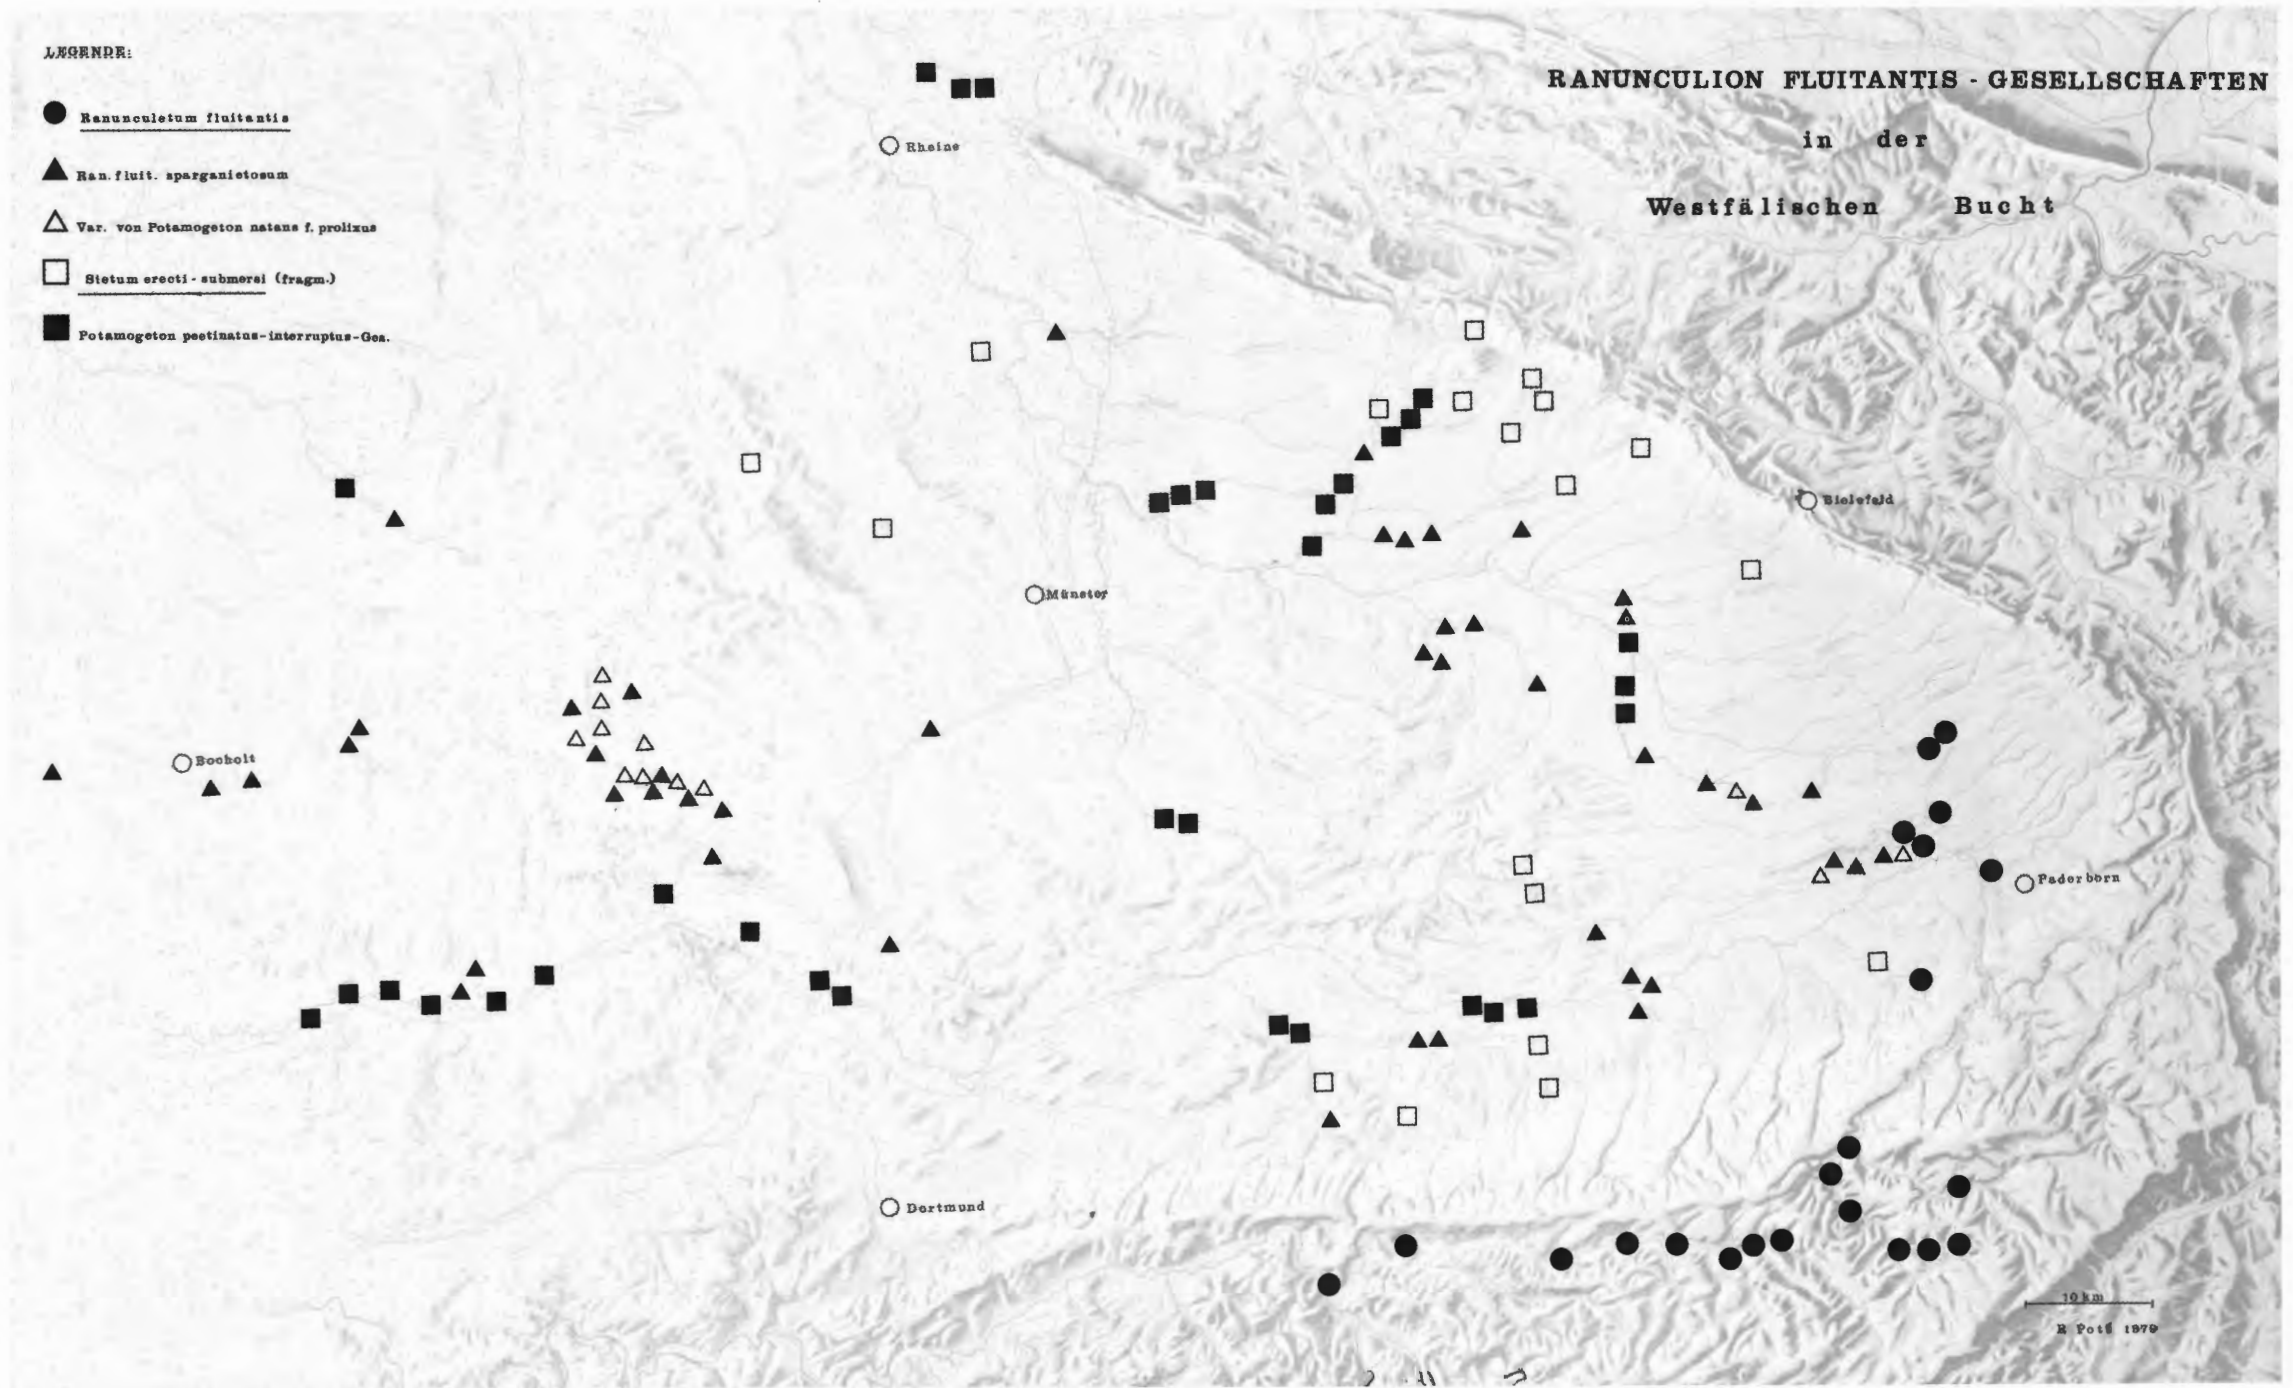 LEGENDE:
Ranunculetum fluitantis
Ran. fluit. sparganietosum
Var. von Potamogeton natans f. prolixus
Sietum erecti - submersi (fragm.)
Potamogeton pectinatus-interruptus-Ges.
RANUNCULION FLUITANTIS - GESELLSCHAFTEN
in der
Westfälischen Bucht
Rheine
Bielefeld
Münster
Bocholt
Paderborn
Dortmund
10 km
R Pott 1979